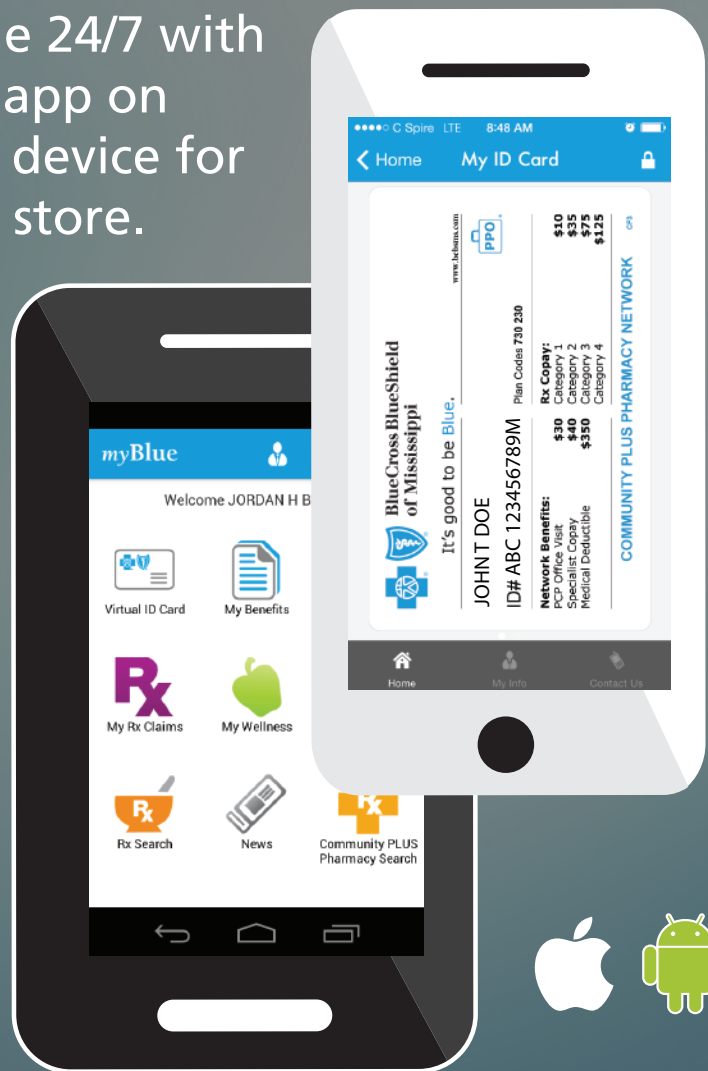 e 24/7 with
app on
device for
store.
C Spire LTE 8:48 AM
Home My ID Card
BlueCross BlueShield
of Mississippi
It's good to be Blue.
www.bcbsms.com
PPO
JOHN T DOE
ID# ABC 123456789M
Plan Codes 730 230
Network Benefits:
PCP Office Visit $30
Specialist Copay $40
Medical Deductible $350
Rx Copay:
Category 1 $10
Category 2 $35
Category 3 $75
Category 4 $125
COMMUNITY PLUS PHARMACY NETWORK
CP3
Home My Info Contact Us
myBlue
Welcome JORDAN H B
Virtual ID Card My Benefits
Rx
My Rx Claims My Wellness
Rx Rx
Rx Search News Community PLUS
Pharmacy Search